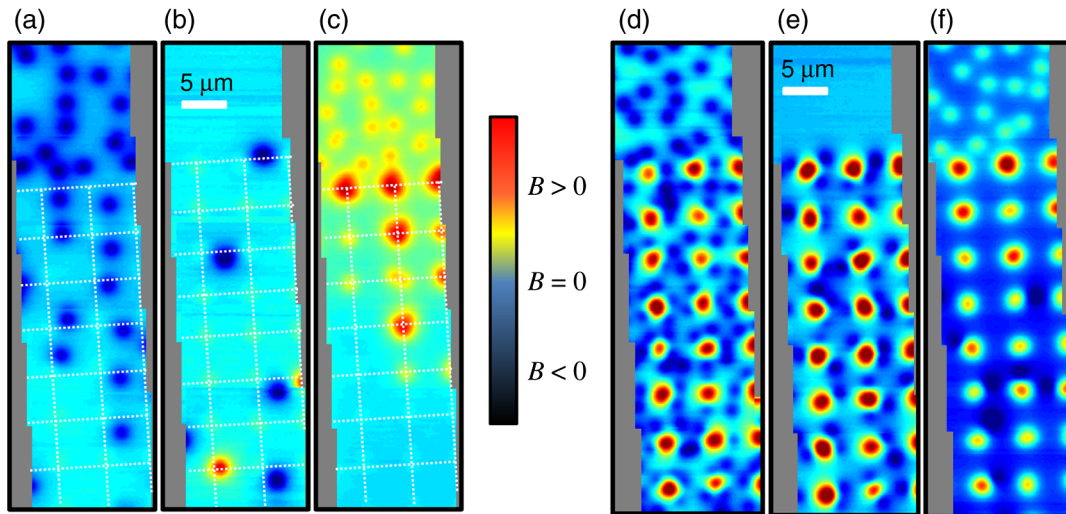 (a) (b) (c) (d) (e) (f)
5 μm
5 μm
B > 0
B = 0
B < 0